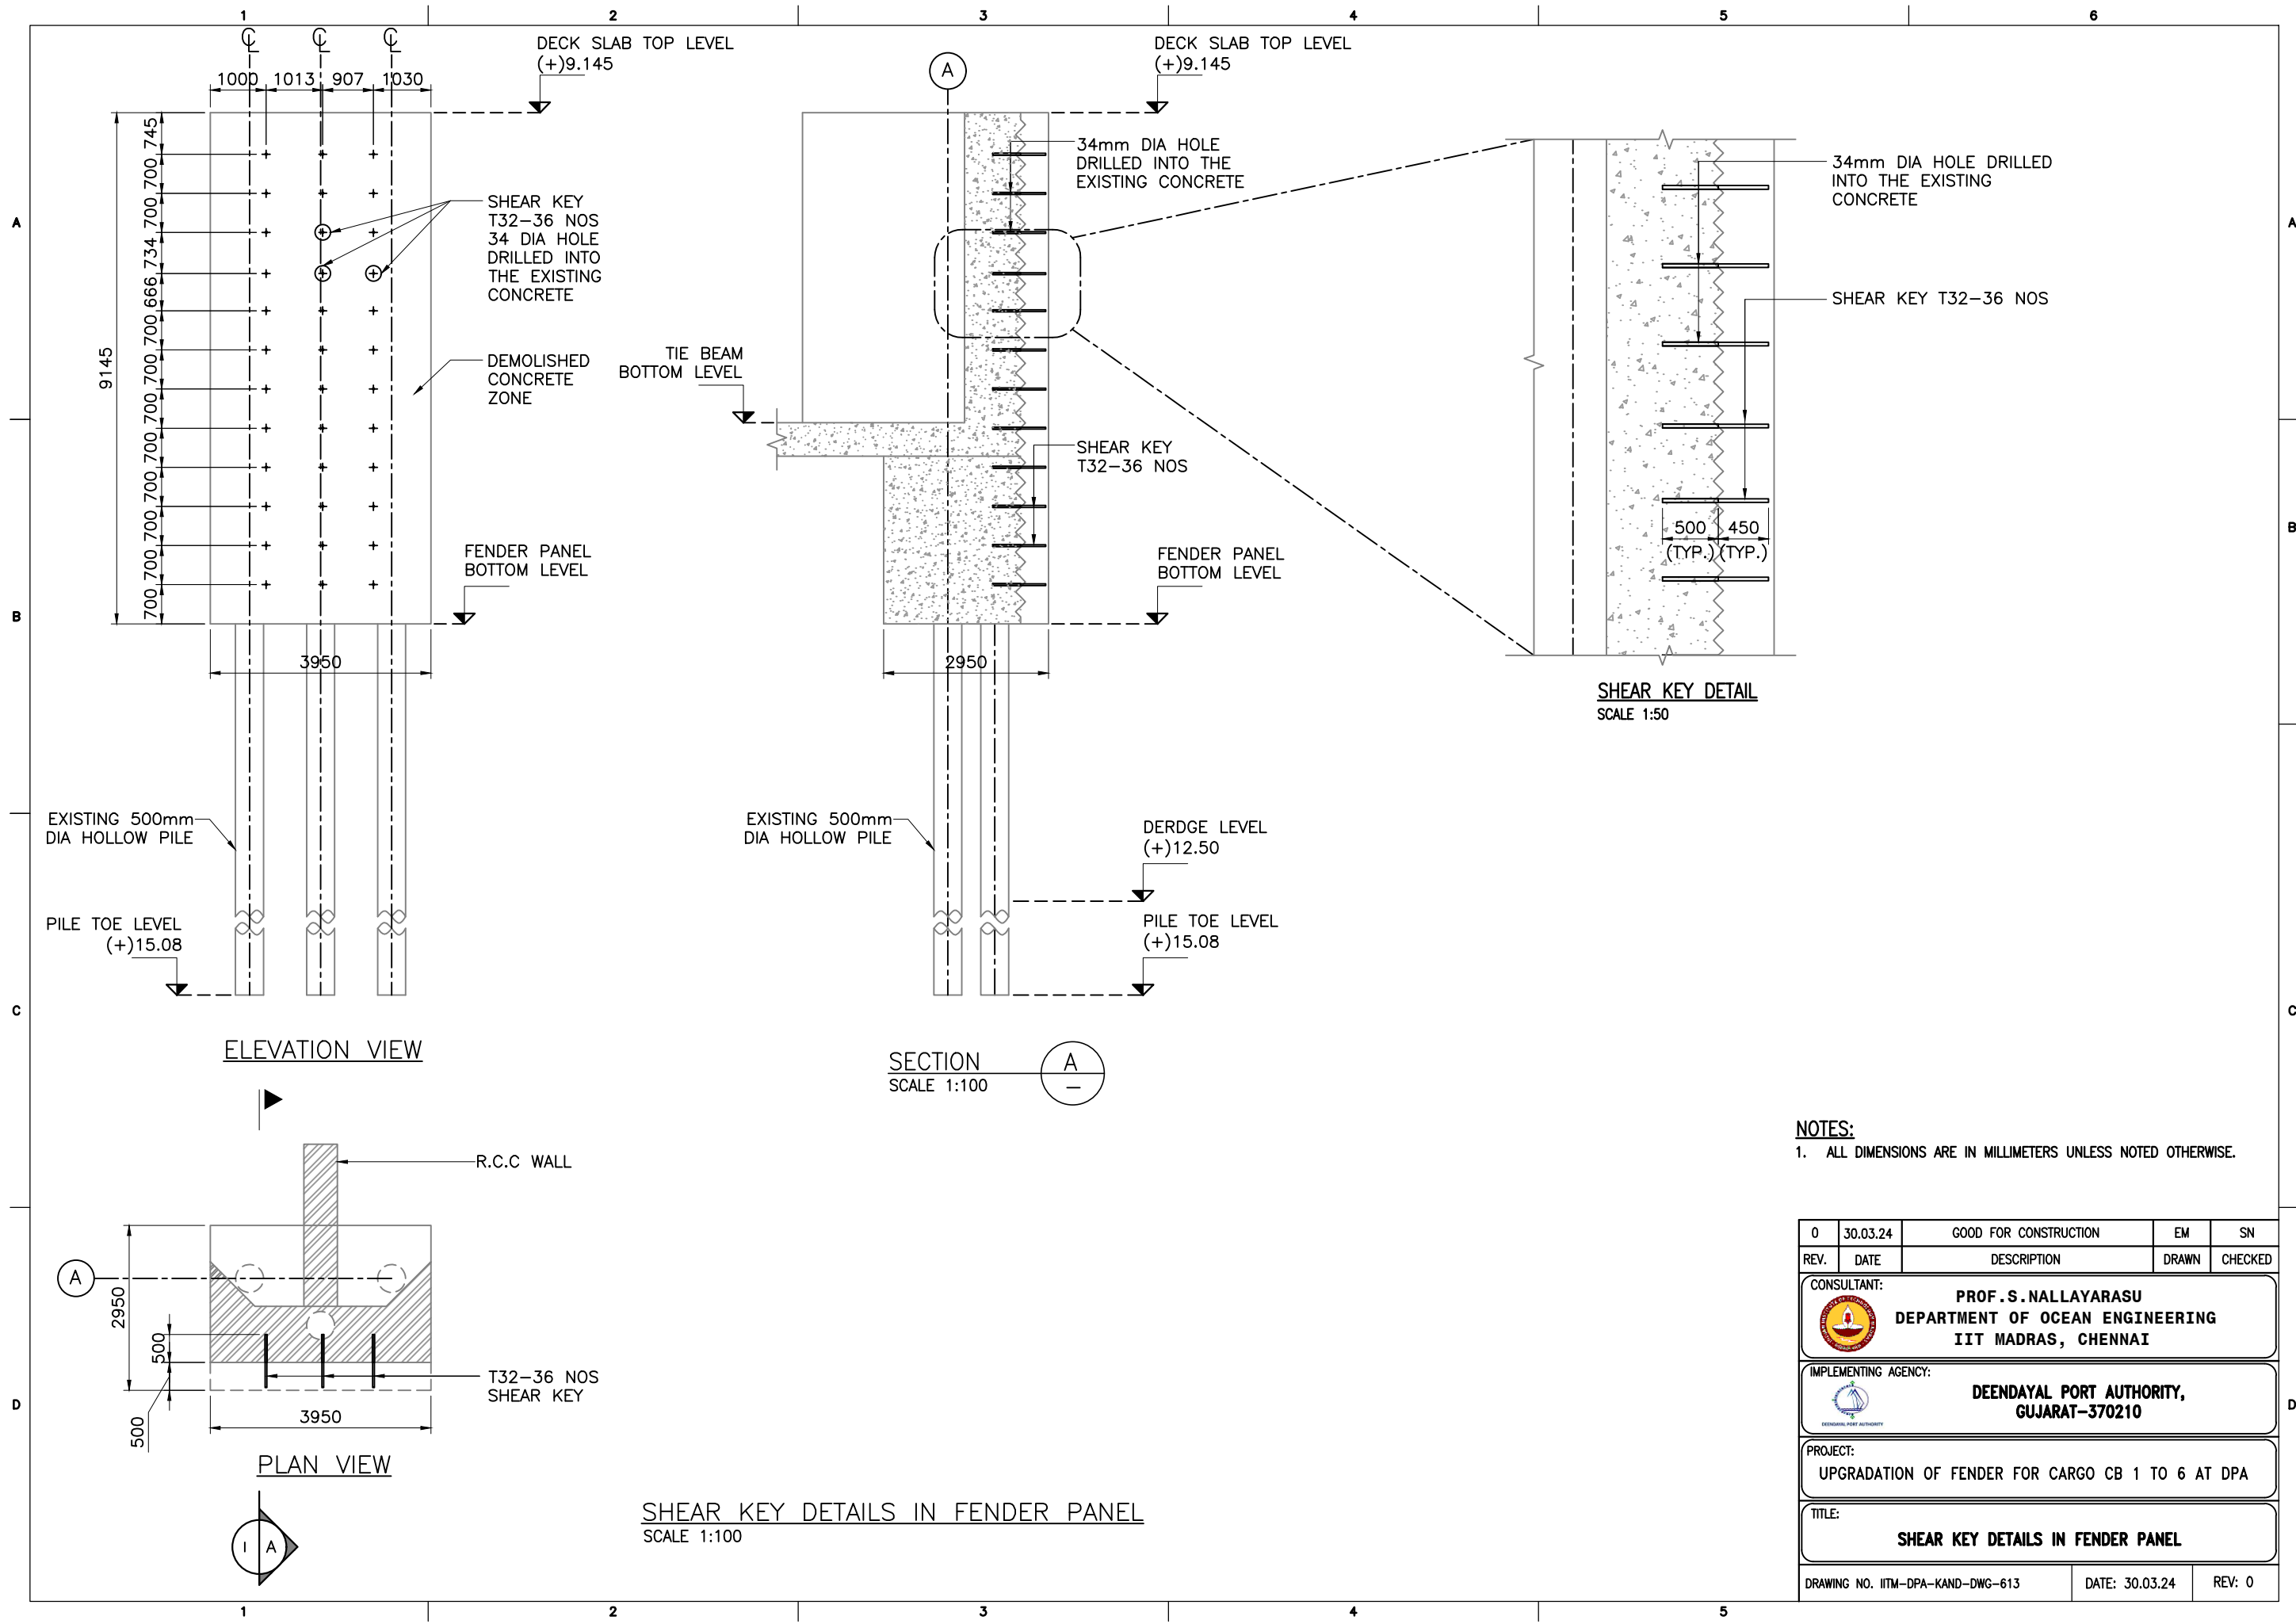 1 2 3 4 5 6
℄ ℄ ℄
1000 1013 907 1030
DECK SLAB TOP LEVEL
(+)9.145
745
700
700
734
666
700
700
700
700
700
700
700
700
9145
SHEAR KEY
T32-36 NOS
34 DIA HOLE
DRILLED INTO
THE EXISTING
CONCRETE
DEMOLISHED
CONCRETE
ZONE
FENDER PANEL
BOTTOM LEVEL
3950
EXISTING 500mm
DIA HOLLOW PILE
PILE TOE LEVEL
(+)15.08
ELEVATION VIEW
A
DECK SLAB TOP LEVEL
(+)9.145
34mm DIA HOLE
DRILLED INTO THE
EXISTING CONCRETE
TIE BEAM
BOTTOM LEVEL
SHEAR KEY
T32-36 NOS
FENDER PANEL
BOTTOM LEVEL
2950
EXISTING 500mm
DIA HOLLOW PILE
DERDGE LEVEL
(+)12.50
PILE TOE LEVEL
(+)15.08
SECTION A
SCALE 1:100 –
34mm DIA HOLE DRILLED
INTO THE EXISTING
CONCRETE
SHEAR KEY T32-36 NOS
500 450
(TYP.) (TYP.)
SHEAR KEY DETAIL
SCALE 1:50
R.C.C WALL
A
2950
500
500
T32-36 NOS
SHEAR KEY
3950
PLAN VIEW
I A
SHEAR KEY DETAILS IN FENDER PANEL
SCALE 1:100
NOTES:
1. ALL DIMENSIONS ARE IN MILLIMETERS UNLESS NOTED OTHERWISE.
0 30.03.24 GOOD FOR CONSTRUCTION EM SN
REV. DATE DESCRIPTION DRAWN CHECKED
CONSULTANT:
PROF.S.NALLAYARASU
DEPARTMENT OF OCEAN ENGINEERING
IIT MADRAS, CHENNAI
IMPLEMENTING AGENCY:
DEENDAYAL PORT AUTHORITY
DEENDAYAL PORT AUTHORITY,
GUJARAT-370210
PROJECT:
UPGRADATION OF FENDER FOR CARGO CB 1 TO 6 AT DPA
TITLE:
SHEAR KEY DETAILS IN FENDER PANEL
DRAWING NO. IITM-DPA-KAND-DWG-613 DATE: 30.03.24 REV: 0
A A
B B
B
C C
D D
1 2 3 4 5